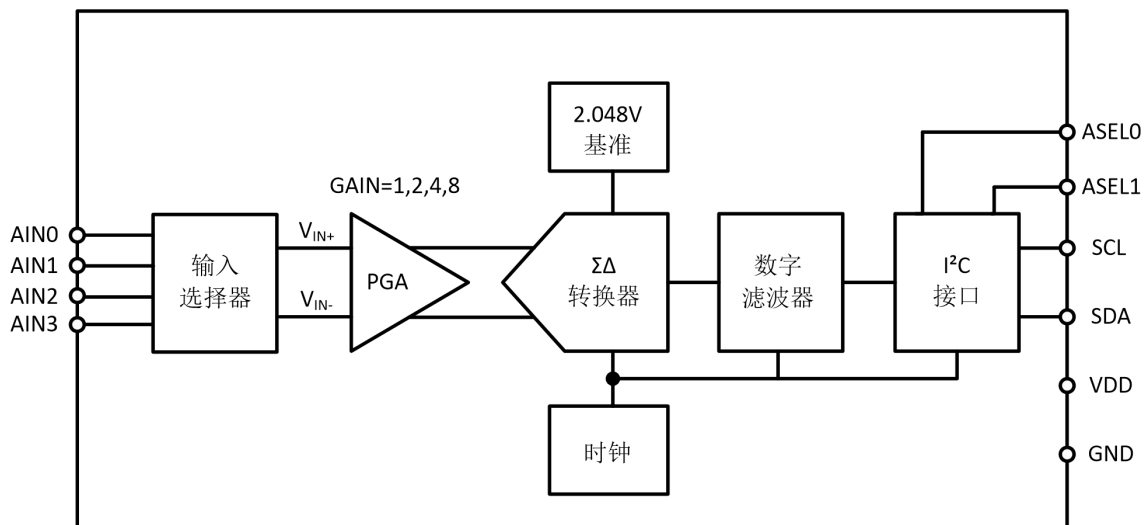 2.048V
基准
ASEL0
GAIN=1,2,4,8
ASEL1
AIN0
AIN1
AIN2
AIN3
输入
选择器
VIN+
VIN-
PGA
ΣΔ
转换器
数字
滤波器
I²C
接口
SCL
SDA
VDD
时钟
GND